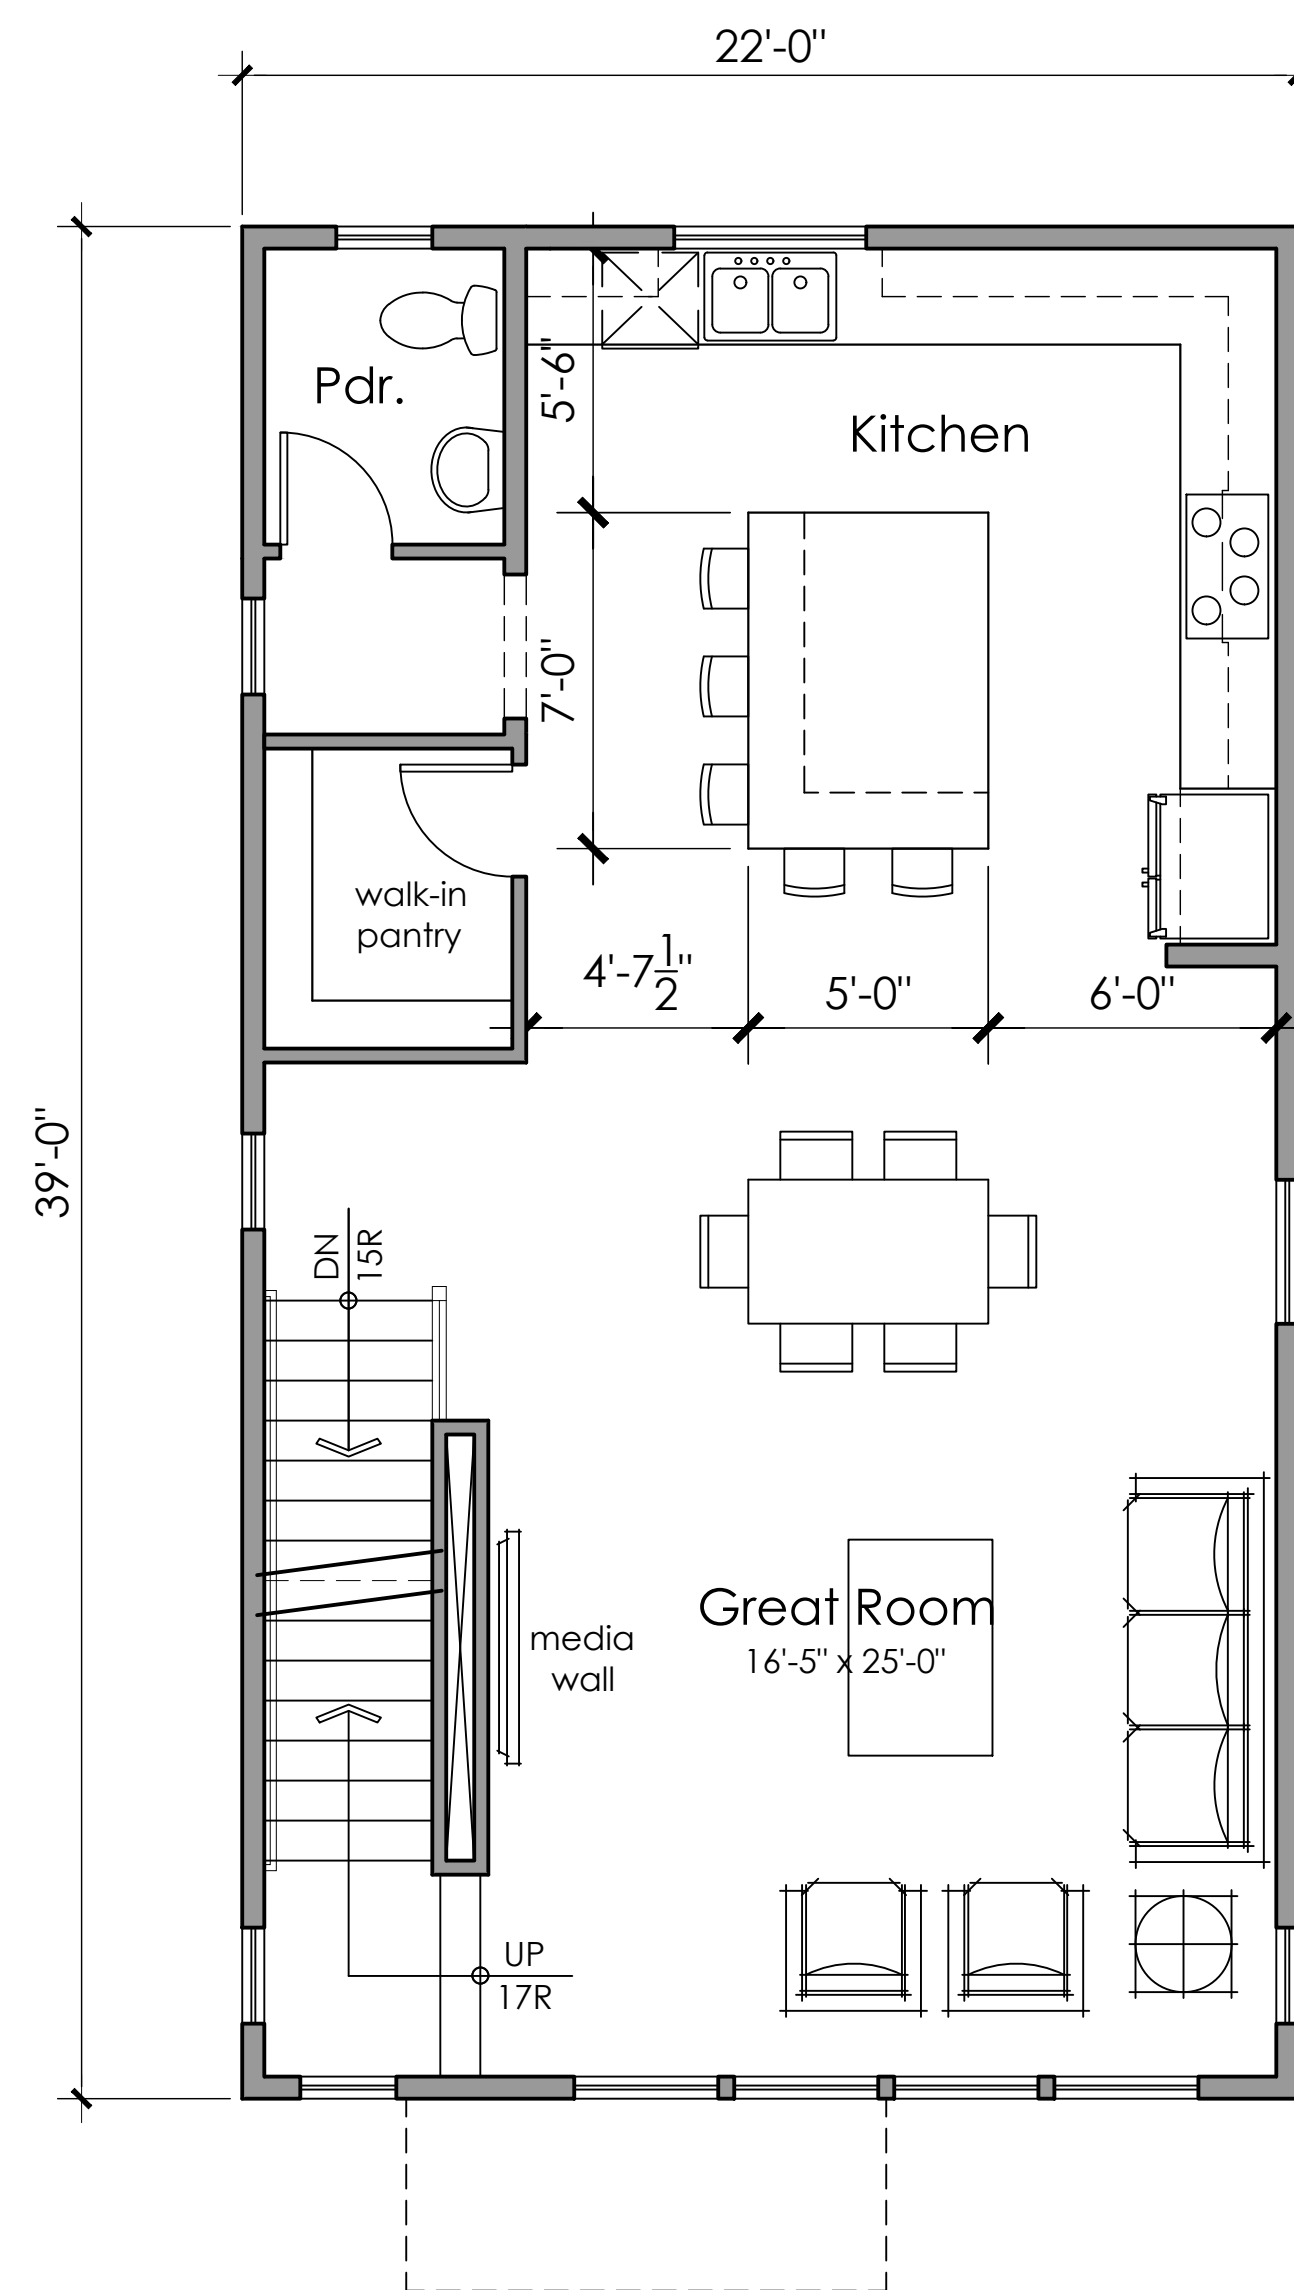 22'-0"
Pdr.
5'-6"
Kitchen
7'-0"
walk-in
pantry
4'-7 1/2"
5'-0"
6'-0"
39'-0"
DN
15R
Great Room
16'-5" x 25'-0"
media
wall
UP
17R